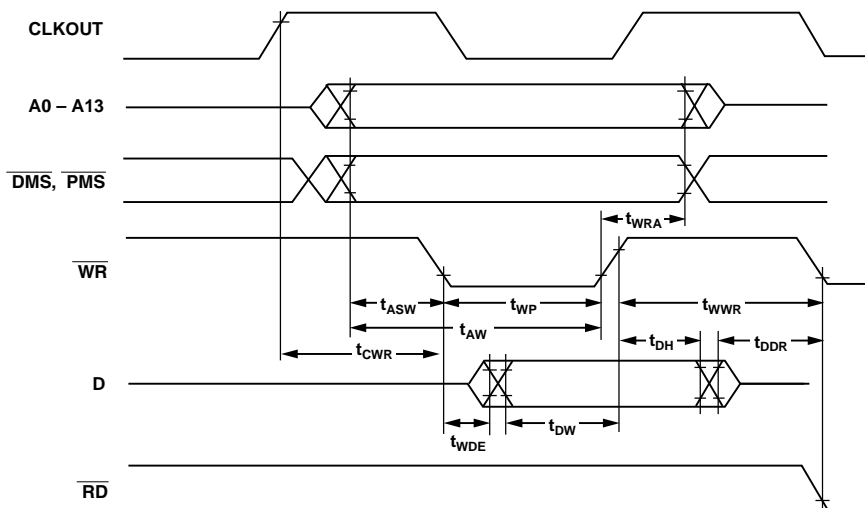 CLKOUT
A0 – A13
DMS, PMS
tWRA
WR
tASW
tWP
tWWR
tAW
tCWR
tDH
tDDR
D
tWDE
tDW
RD